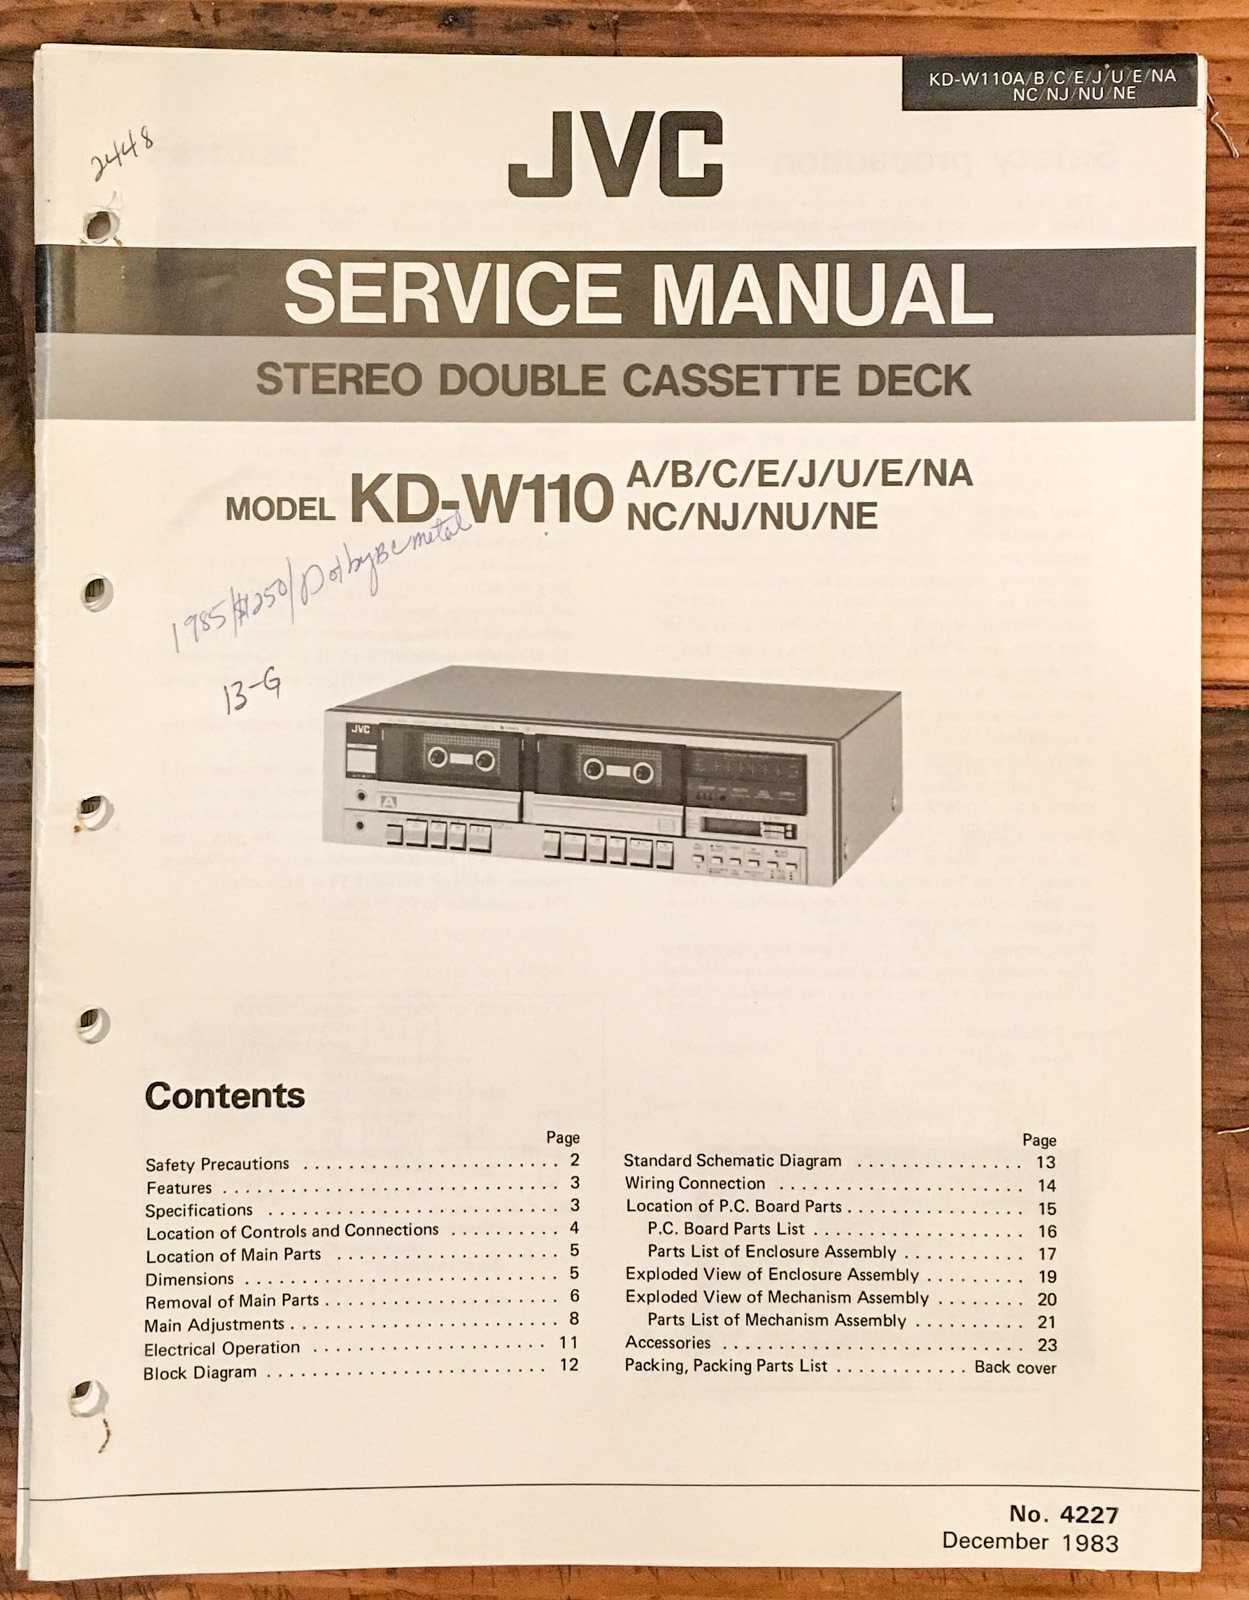 KD-W110A/B/C/E/J/U/E/NA
NC/NJ/NU/NE
2448
JVC
SERVICE MANUAL
STEREO DOUBLE CASSETTE DECK
MODEL KD-W110 A/B/C/E/J/U/E/NA
NC/NJ/NU/NE
1985/$1250/Dolby BC metal
13-G
JVC
A
Contents
Page
Safety Precautions . . . . . . . . . . . . . . . . . . . . . . . 2
Features . . . . . . . . . . . . . . . . . . . . . . . . . . . . . . 3
Specifications . . . . . . . . . . . . . . . . . . . . . . . . . . 3
Location of Controls and Connections . . . . . . . . . . 4
Location of Main Parts . . . . . . . . . . . . . . . . . . . . 5
Dimensions . . . . . . . . . . . . . . . . . . . . . . . . . . . . 5
Removal of Main Parts . . . . . . . . . . . . . . . . . . . . . 6
Main Adjustments . . . . . . . . . . . . . . . . . . . . . . . . 8
Electrical Operation . . . . . . . . . . . . . . . . . . . . . 11
Block Diagram . . . . . . . . . . . . . . . . . . . . . . . . . 12
Page
Standard Schematic Diagram . . . . . . . . . . . . . . . 13
Wiring Connection . . . . . . . . . . . . . . . . . . . . . . 14
Location of P.C. Board Parts . . . . . . . . . . . . . . . . 15
P.C. Board Parts List . . . . . . . . . . . . . . . . . . . 16
Parts List of Enclosure Assembly . . . . . . . . . . . 17
Exploded View of Enclosure Assembly . . . . . . . . . 19
Exploded View of Mechanism Assembly . . . . . . . . 20
Parts List of Mechanism Assembly . . . . . . . . . . 21
Accessories . . . . . . . . . . . . . . . . . . . . . . . . . . . 23
Packing, Packing Parts List . . . . . . . . . . . . Back cover
No. 4227
December 1983